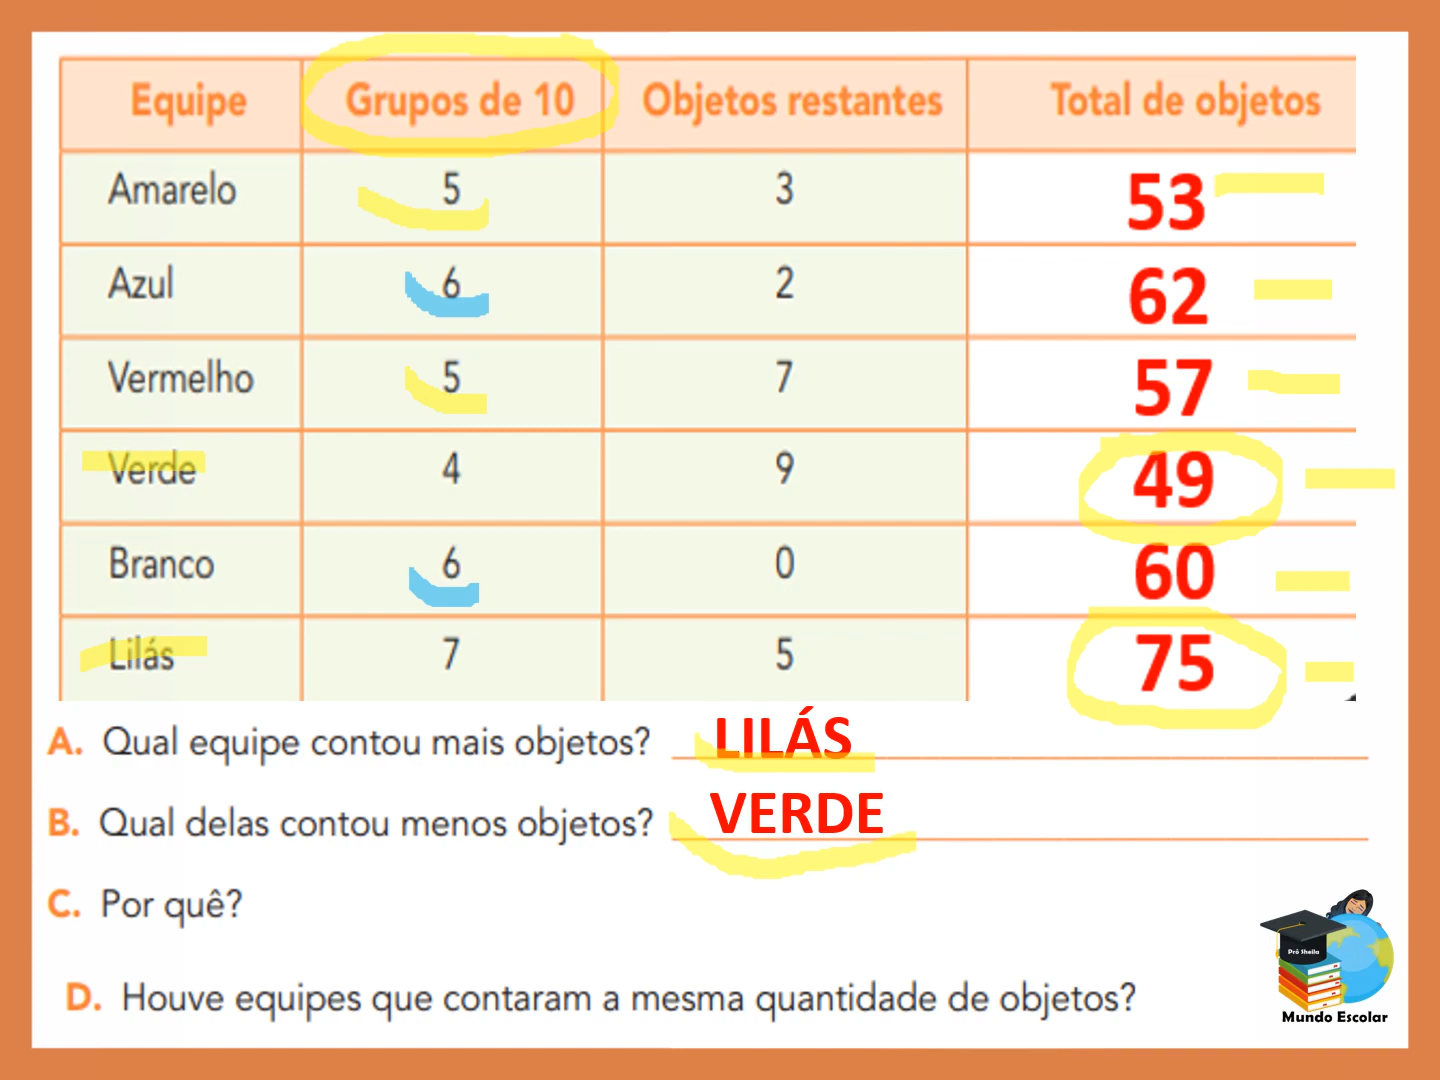 Equipe Grupos de 10 Objetos restantes Total de objetos
Amarelo 5 3 53
Azul 6 2 62
Vermelho 5 7 57
Verde 4 9 49
Branco 6 0 60
Lilás 7 5 75
A. Qual equipe contou mais objetos? LILÁS
B. Qual delas contou menos objetos? VERDE
C. Por quê?
D. Houve equipes que contaram a mesma quantidade de objetos?
Prô Sheila
Mundo Escolar